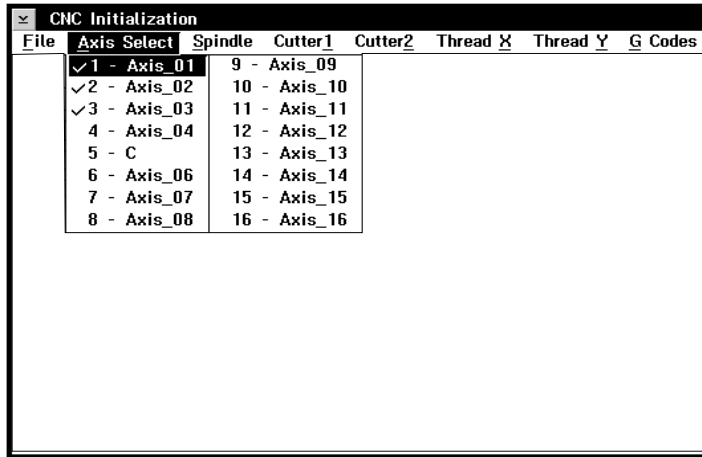 CNC Initialization
File Axis Select Spindle Cutter1 Cutter2 Thread X Thread Y G Codes
✓1 - Axis_01 9 - Axis_09
✓2 - Axis_02 10 - Axis_10
✓3 - Axis_03 11 - Axis_11
4 - Axis_04 12 - Axis_12
5 - C 13 - Axis_13
6 - Axis_06 14 - Axis_14
7 - Axis_07 15 - Axis_15
8 - Axis_08 16 - Axis_16